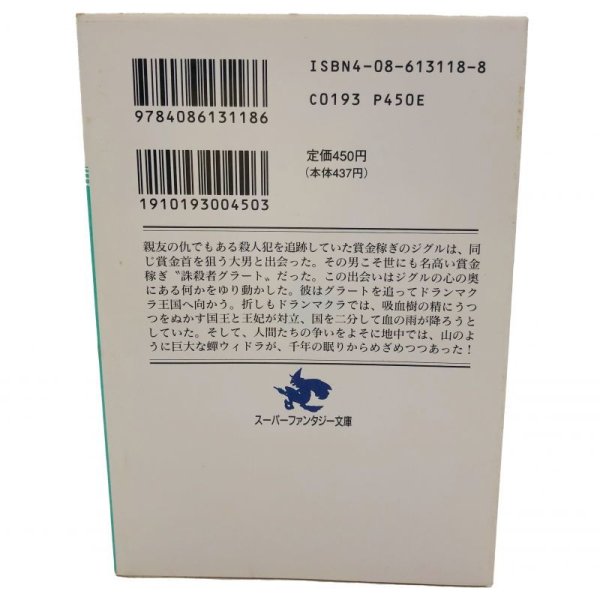 ISBN4-08-613118-8
C0193 P450E
9784086131186
定価450円
(本体437円)
1910193004503
親友の仇でもある殺人犯を追跡していた賞金稼ぎのジグルは、同
じ賞金首を狙う大男と出会った。その男こそ世にも名高い賞金
稼ぎ〝誅殺者グラート〟だった。この出会いはジグルの心の奥
にある何かをゆり動かした。彼はグラートを追ってドランマク
ラ王国へ向かう。折しもドランマクラでは、吸血樹の精にうつ
つをぬかす国王と王妃が対立、国を二分して血の雨が降ろうと
していた。そして、人間たちの争いをよそに地中では、山のよ
うに巨大な蟬ウィドラが、千年の眠りからめざめつつあった!
スーパーファンタジー文庫